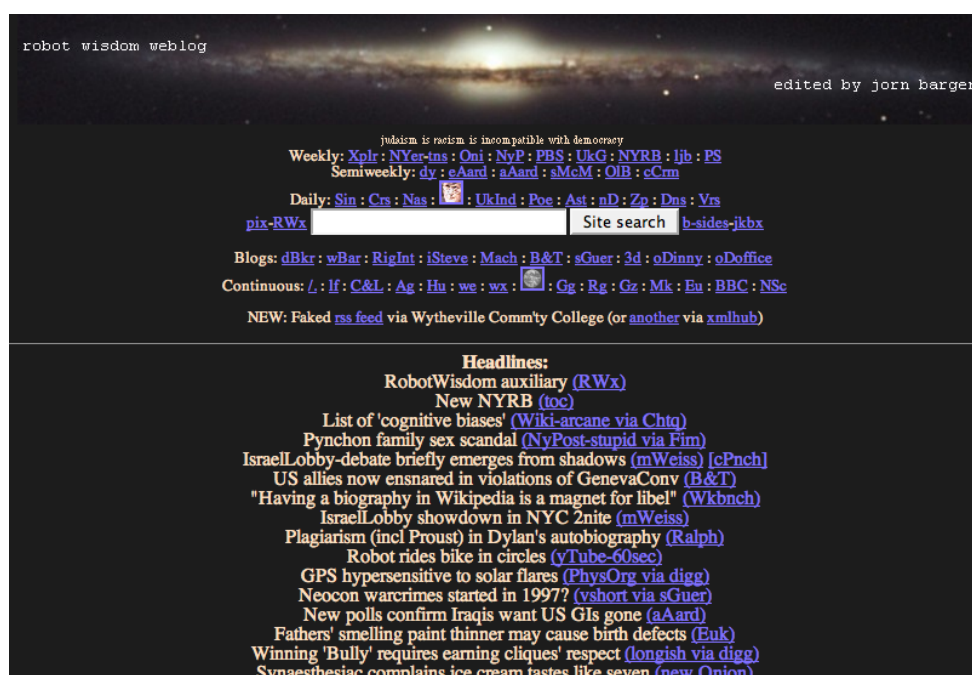 robot wisdom weblog
edited by jorn barger
judaism is racism is incompatible with democracy
Weekly: Xplr : NYer-tns : Oni : NyP : PBS : UkG : NYRB : ljb : PS
Semiweekly: dy : eAard : aAard : sMcM : OlB : cCrm
Daily: Sin : Crs : Nas : : UkInd : Poe : Ast : nD : Zp : Dns : Vrs
pix-RWx Site search b-sides-jkbx
Blogs: dBkr : wBar : RigInt : iSteve : Mach : B&T : sGuer : 3d : oDinny : oDoffice
Continuous: /. : lf : C&L : Ag : Hu : we : wx : : Gg : Rg : Gz : Mk : Eu : BBC : NSc
NEW: Faked rss feed via Wytheville Comm'ty College (or another via xmlhub)
Headlines:
RobotWisdom auxiliary (RWx)
New NYRB (toc)
List of 'cognitive biases' (Wiki-arcane via Chtq)
Pynchon family sex scandal (NyPost-stupid via Fim)
IsraelLobby-debate briefly emerges from shadows (mWeiss) [cPnch]
US allies now ensnared in violations of GenevaConv (B&T)
"Having a biography in Wikipedia is a magnet for libel" (Wkbnch)
IsraelLobby showdown in NYC 2nite (mWeiss)
Plagiarism (incl Proust) in Dylan's autobiography (Ralph)
Robot rides bike in circles (yTube-60sec)
GPS hypersensitive to solar flares (PhysOrg via digg)
Neocon warcrimes started in 1997? (vshort via sGuer)
New polls confirm Iraqis want US GIs gone (aAard)
Fathers' smelling paint thinner may cause birth defects (Euk)
Winning 'Bully' requires earning cliques' respect (longish via digg)
Synaesthesiac complains ice cream tastes like seven (new Onion)